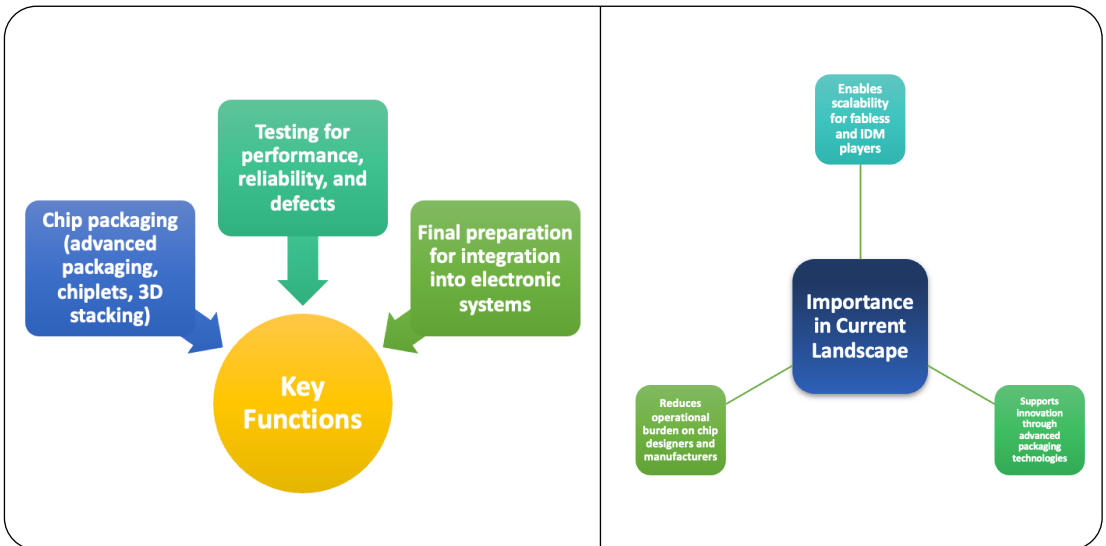 Chip packaging
(advanced
packaging,
chiplets, 3D
stacking)
Testing for
performance,
reliability, and
defects
Final preparation
for integration
into electronic
systems
Key
Functions
Enables
scalability
for fabless
and IDM
players
Importance
in Current
Landscape
Reduces
operational
burden on chip
designers and
manufacturers
Supports
innovation
through
advanced
packaging
technologies